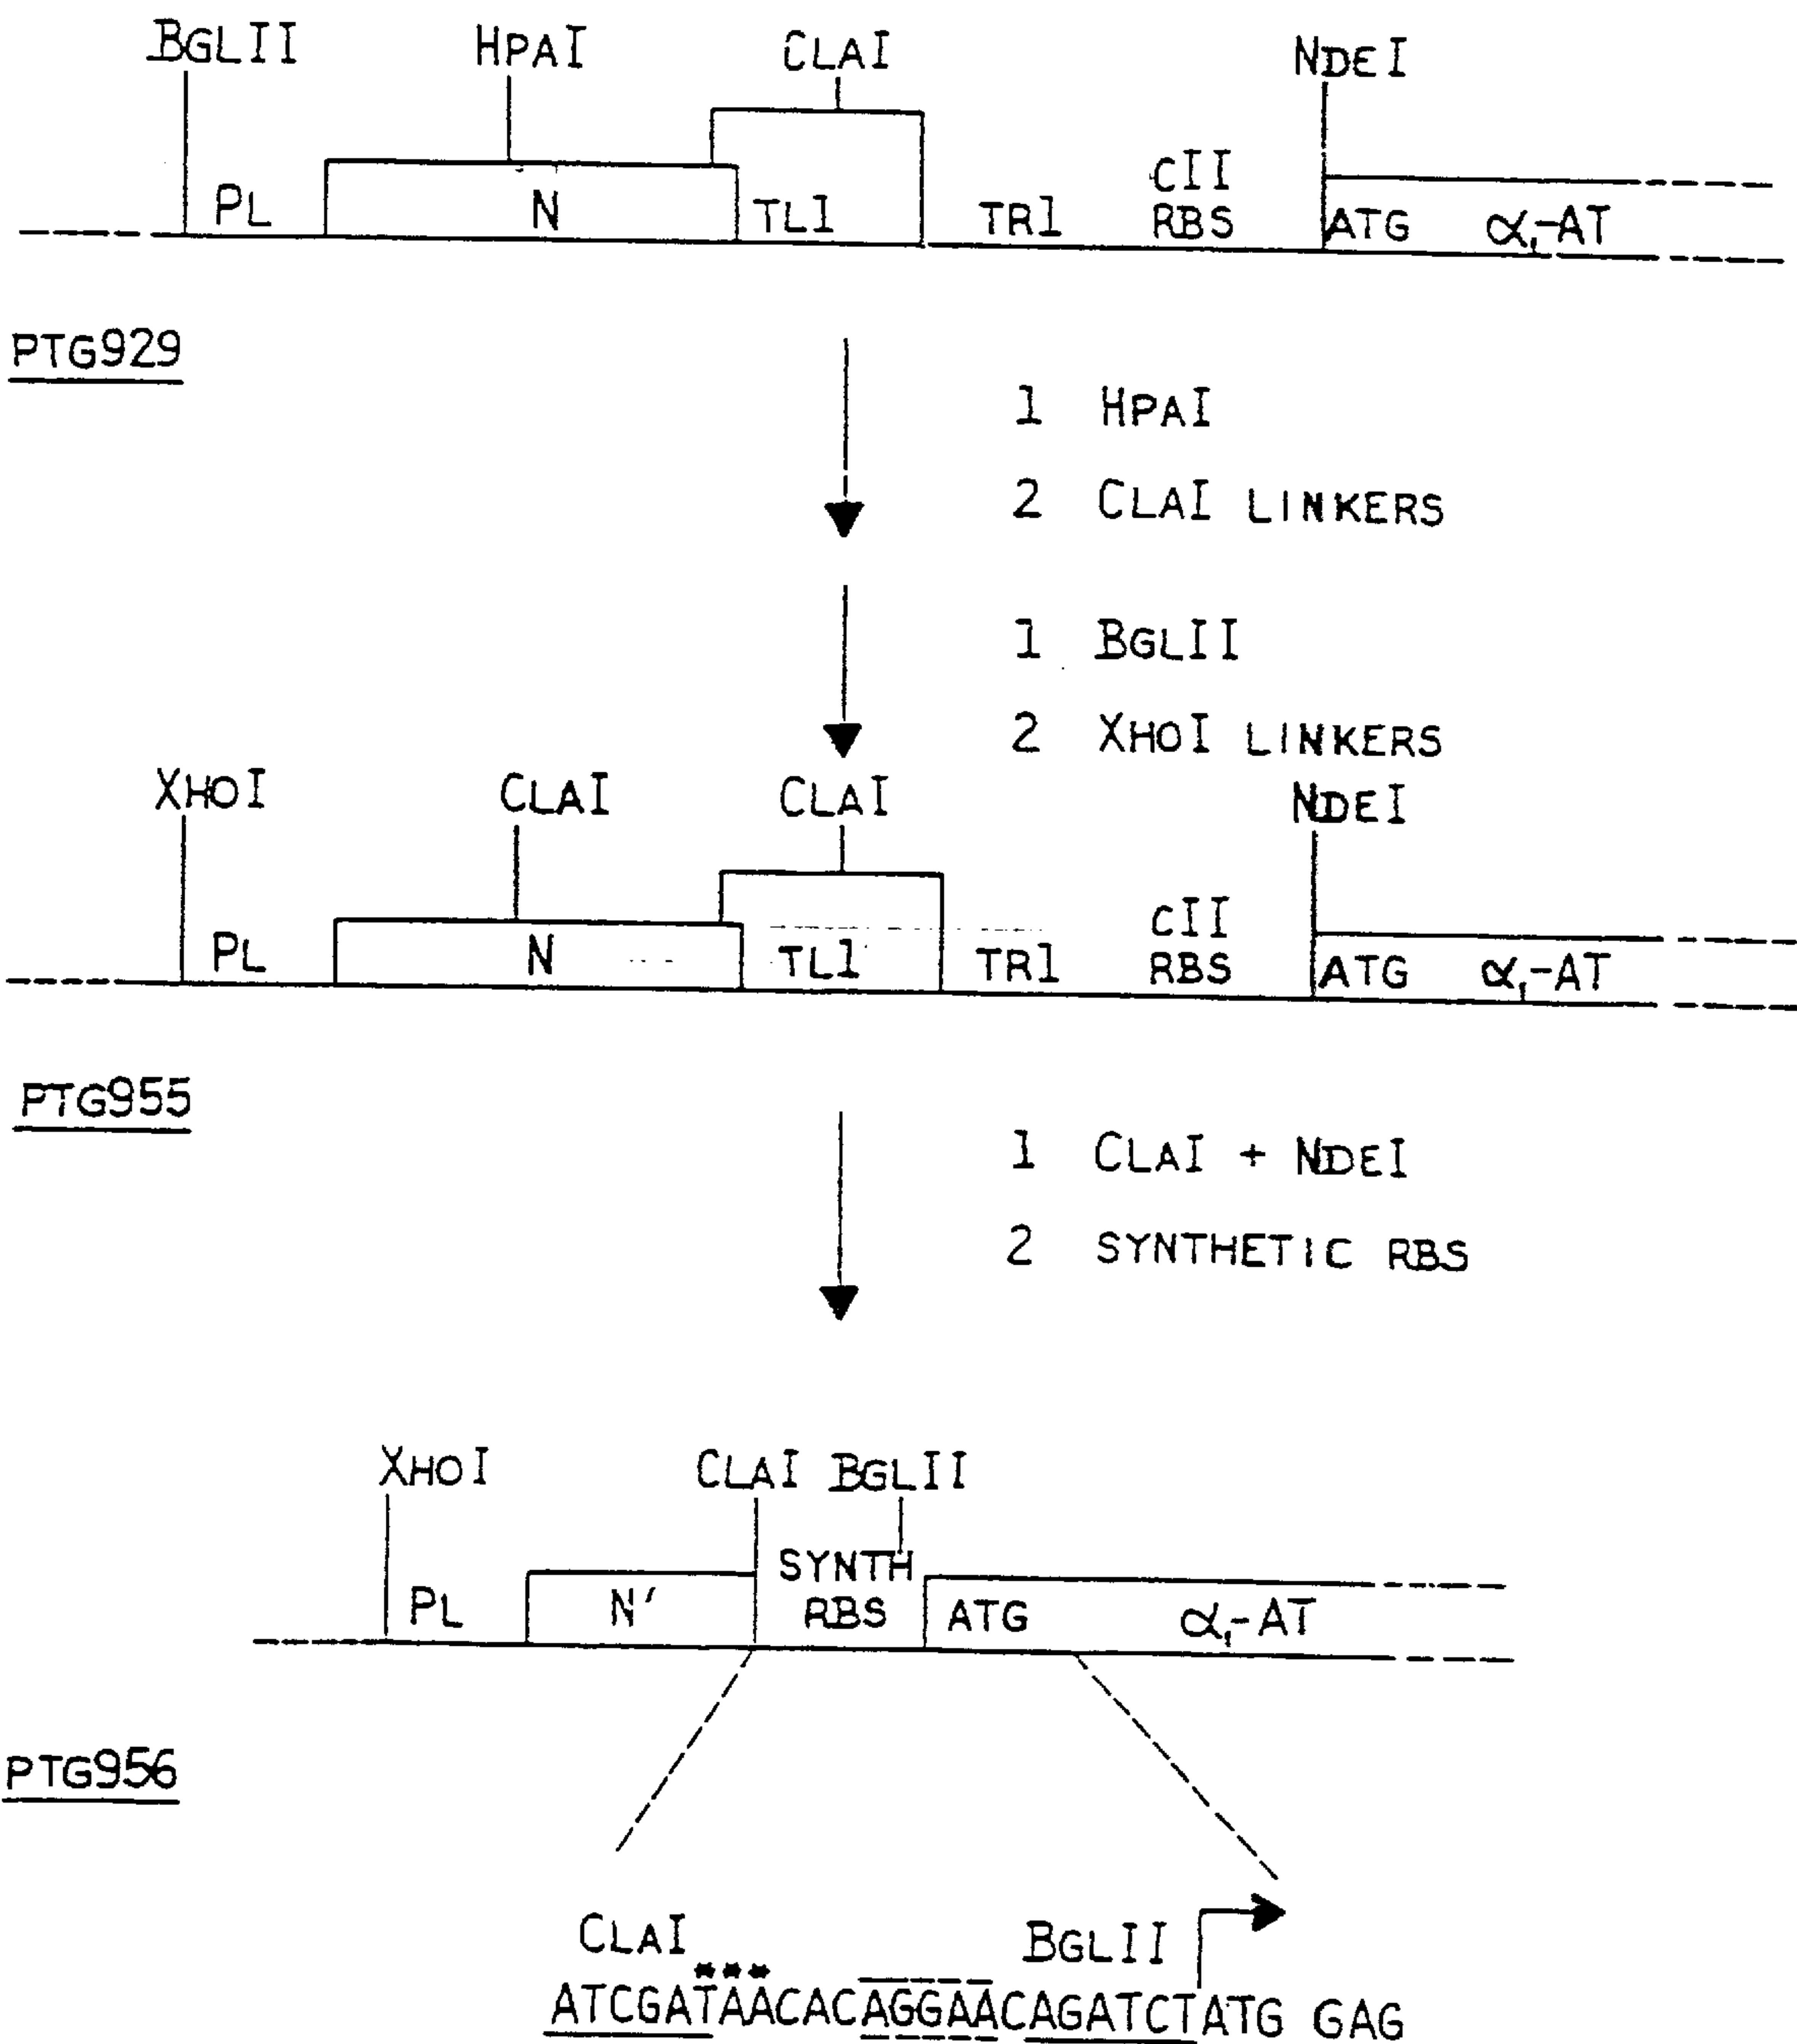 BGLII HPAI CLAI NDEI
CII
PL N TL1 TR1 RBS ATG α₁-AT
PTG929
1 HPAI
2 CLAI LINKERS
1 BGLII
2 XHOI LINKERS
XHOI CLAI CLAI NDEI
CII
PL N TL1 TR1 RBS ATG α₁-AT
PTG955
1 CLAI + NDEI
2 SYNTHETIC RBS
XHOI CLAI BGLII
SYNTH
PL N′ RBS ATG α₁-AT
PTG956
CLAI BGLII
***
ATCGATAACACAGGAACAGATCTATG GAG